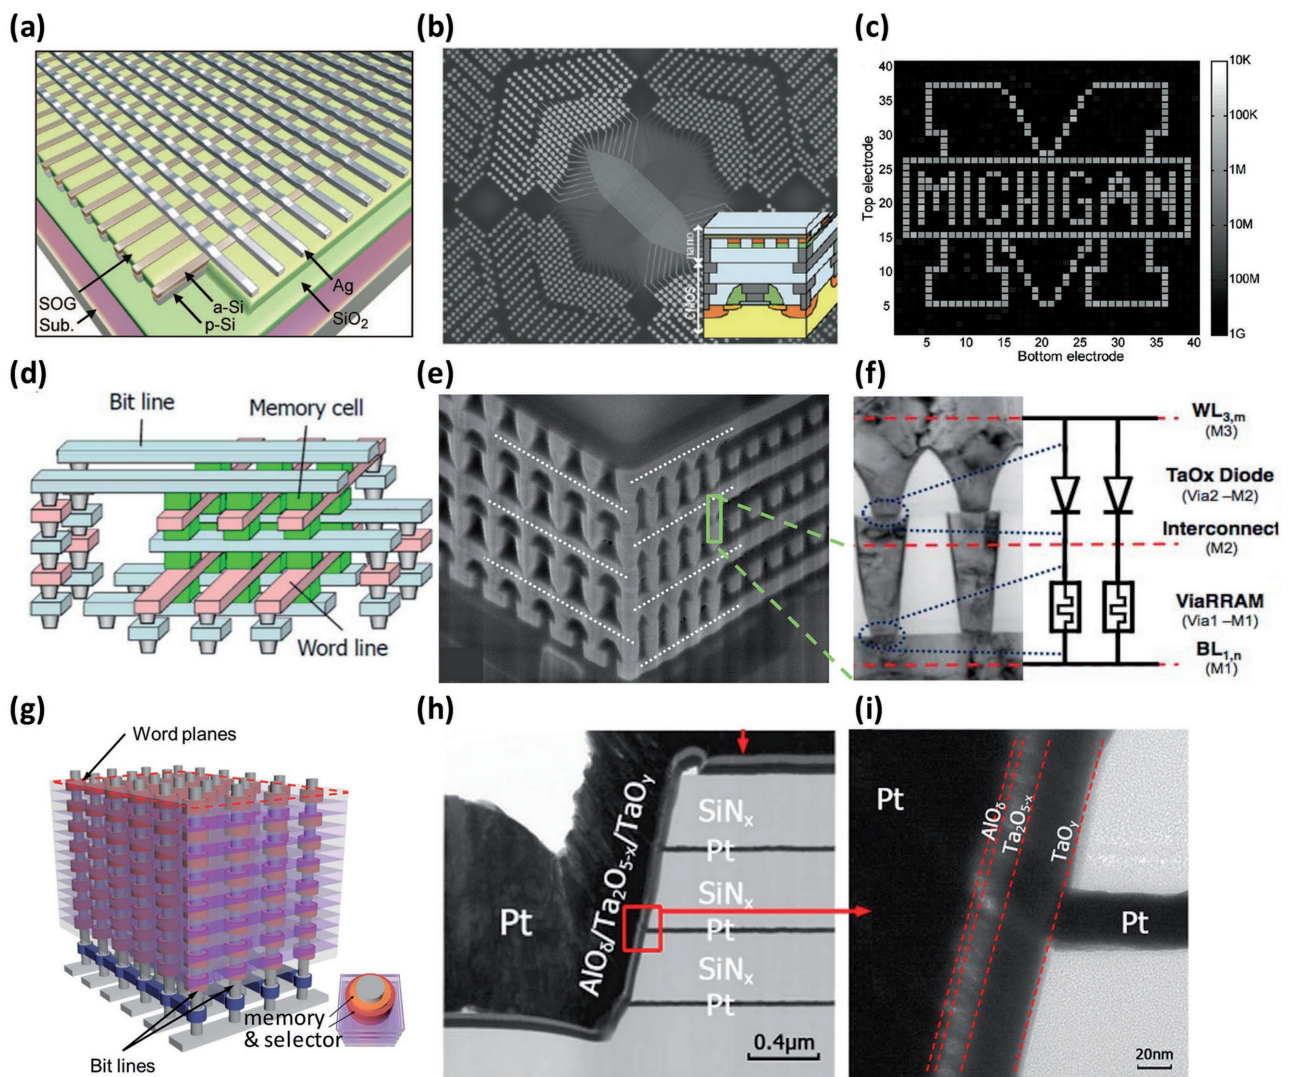 (a)
SOG
Sub.
a-Si
p-Si
Ag
SiO₂
(b)
nano
CMOS
(c)
Top electrode
40
35
30
25
20
15
10
5
5 10 15 20 25 30 35 40
Bottom electrode
MICHIGAN
10K
100K
1M
10M
100M
1G
(d)
Bit line
Memory cell
Word line
(e)
(f)
WL₃,ₘ
(M3)
TaOx Diode
(Via2 –M2)
Interconnect
(M2)
ViaRRAM
(Via1 –M1)
BL₁,ₙ
(M1)
(g)
Word planes
memory
& selector
Bit lines
(h)
Pt
AlOδ/Ta₂O₅₋ₓ/TaOy
SiNₓ
Pt
SiNₓ
Pt
SiNₓ
Pt
0.4μm
(i)
Pt
AlOδ
Ta₂O₅₋ₓ
TaOy
Pt
20nm